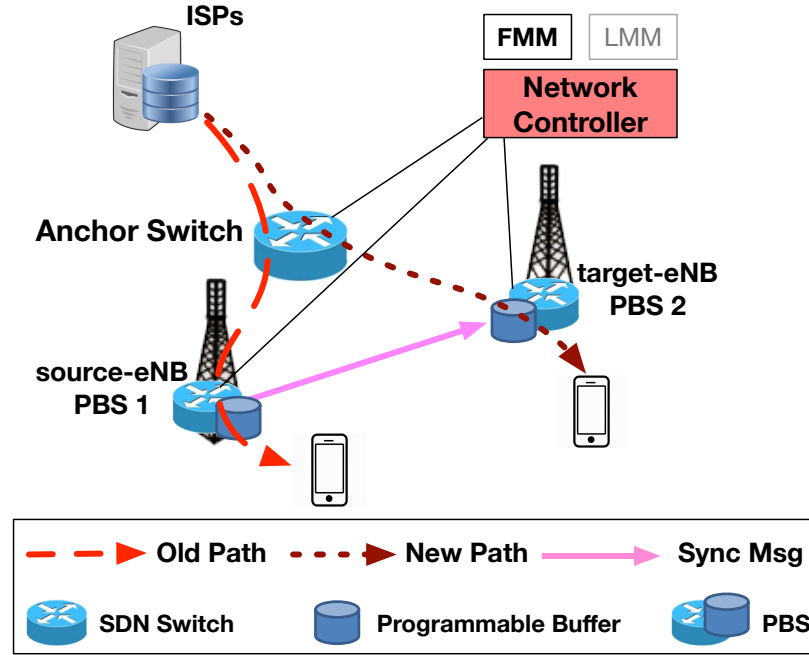 ISPs
FMM
LMM
Network
Controller
Anchor Switch
target-eNB
PBS 2
source-eNB
PBS 1
Old Path
New Path
Sync Msg
SDN Switch
Programmable Buffer
PBS